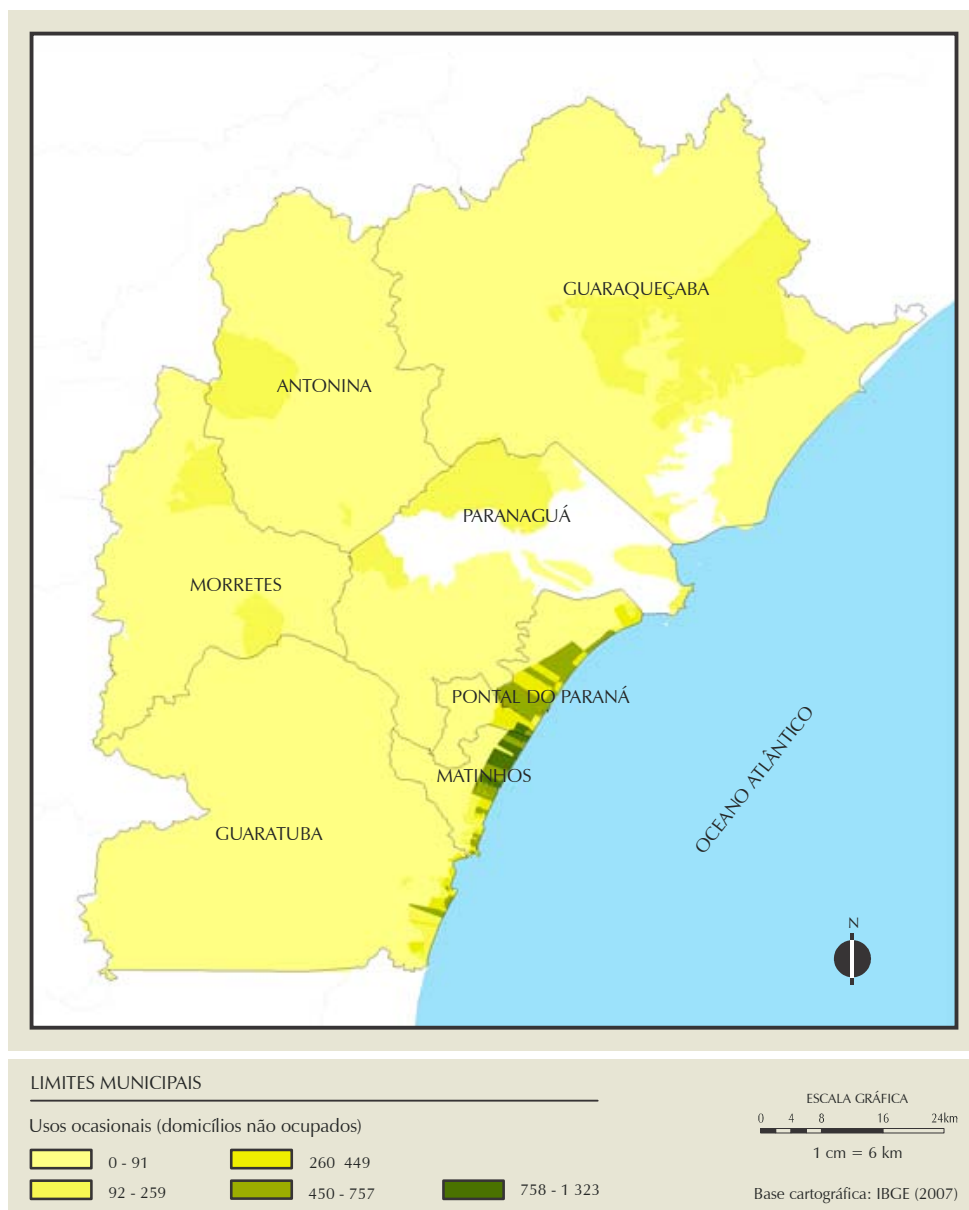 GUARAQUEÇABA
ANTONINA
PARANAGUÁ
MORRETES
PONTAL DO PARANÁ
MATINHOS
GUARATUBA
OCEANO ATLÂNTICO
N
LIMITES MUNICIPAIS
Usos ocasionais (domicílios não ocupados)
0 - 91
92 - 259
260 449
450 - 757
758 - 1 323
ESCALA GRÁFICA
0 4 8 16 24km
1 cm = 6 km
Base cartográfica: IBGE (2007)